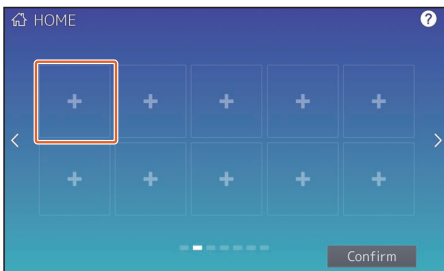 HOME
?
+ + + + +
+ + + + +
< >
Confirm